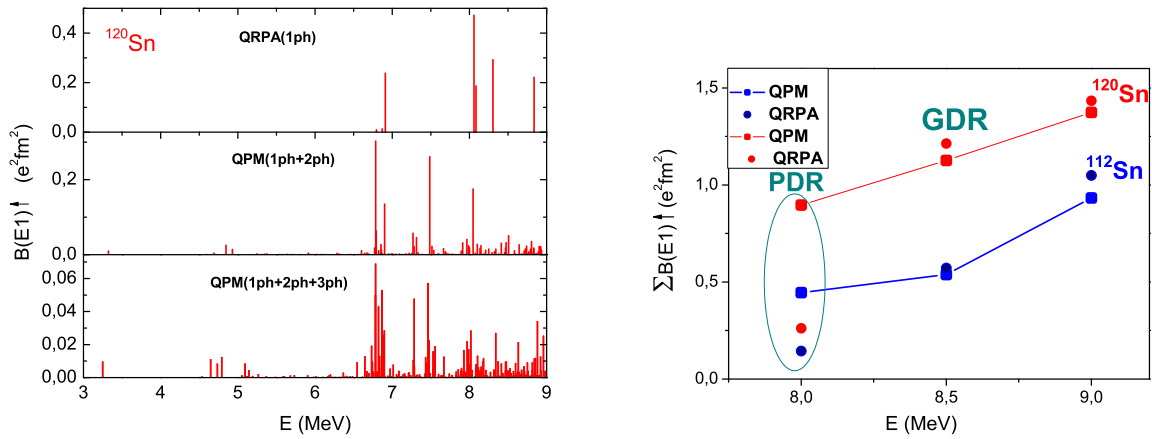 0,4
0,2
0,0
¹²⁰Sn
QRPA(1ph)
0,2
0,0
QPM(1ph+2ph)
B(E1)↑ (e²fm²)
0,06
0,04
0,02
0,00
QPM(1ph+2ph+3ph)
3 4 5 6 7 8 9
E (MeV)
1,5
1,0
0,5
0,0
∑B(E1)↑(e²fm²)
QPM
QRPA
QPM
QRPA
PDR
GDR
¹²⁰Sn
¹¹²Sn
8,0 8,5 9,0
E (MeV)